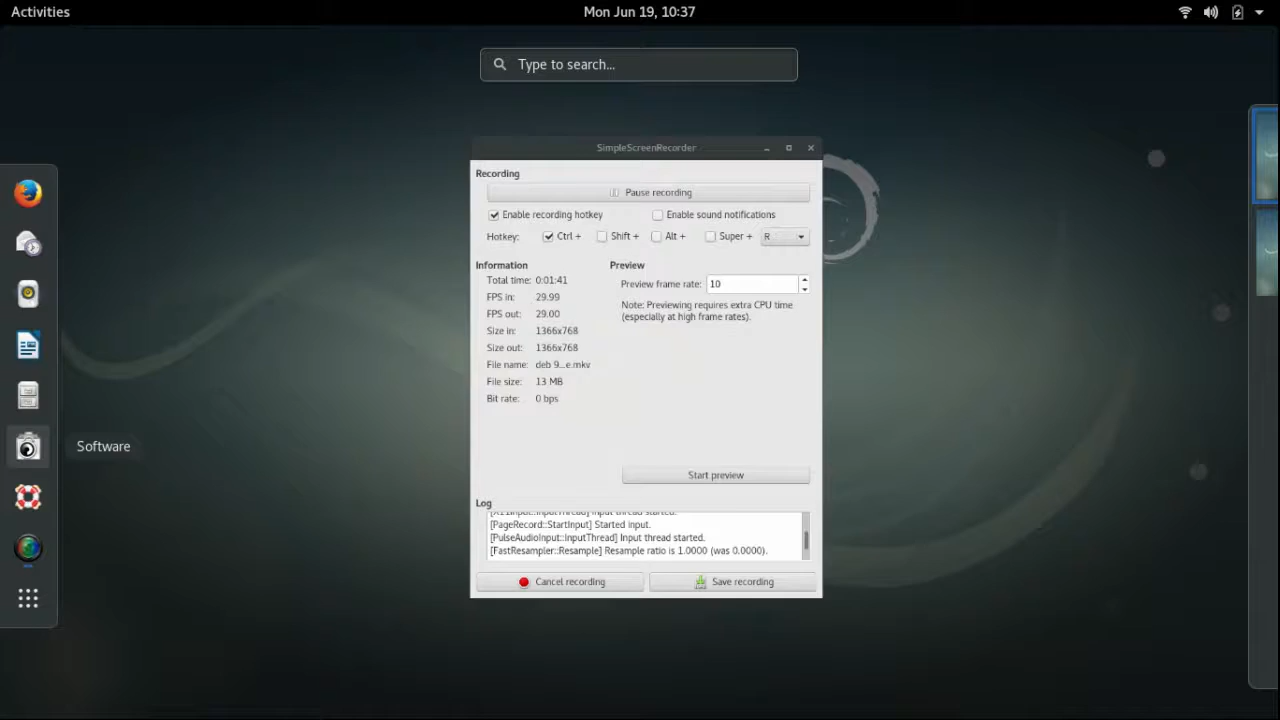 Activities
Mon Jun 19, 10:37
Type to search...
SimpleScreenRecorder
Recording
Pause recording
Enable recording hotkey
Enable sound notifications
Hotkey: Ctrl + Shift + Alt + Super + R
Information
Total time: 0:01:41
FPS in: 29.99
FPS out: 29.00
Size in: 1366x768
Size out: 1366x768
File name: deb 9...e.mkv
File size: 13 MB
Bit rate: 0 bps
Preview
Preview frame rate: 10
Note: Previewing requires extra CPU time
(especially at high frame rates).
Start preview
Software
Log
[X11Input::InputThread] Input thread started.
[PageRecord::StartInput] Started input.
[PulseAudioInput::InputThread] Input thread started.
[FastResampler::Resample] Resample ratio is 1.0000 (was 0.0000).
Cancel recording
Save recording